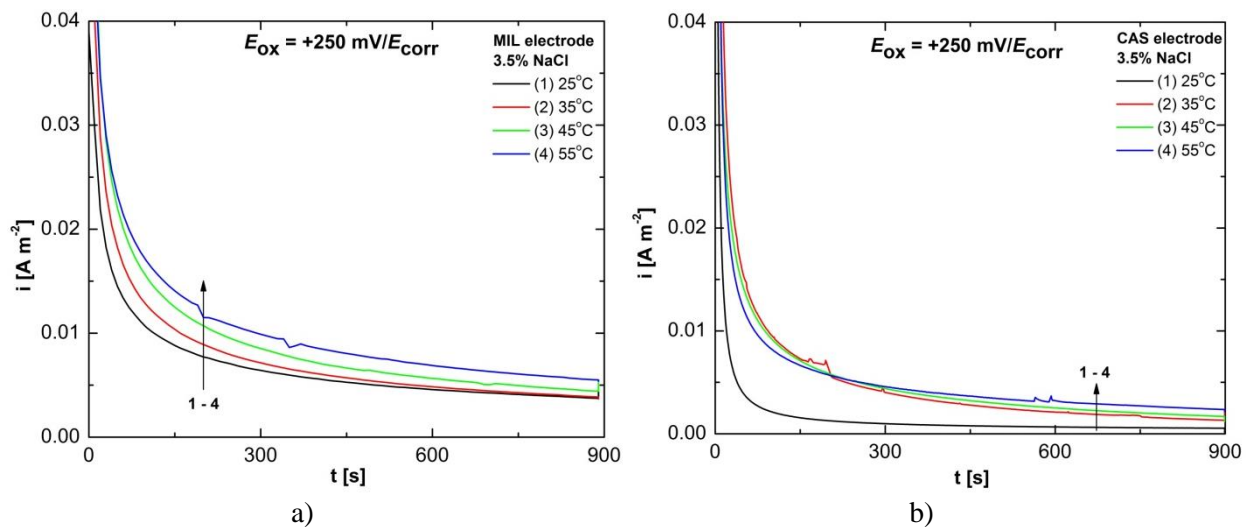 0.04
0.03
0.02
0.01
0.00
i [A m⁻²]
E_ox = +250 mV/E_corr
MIL electrode
3.5% NaCl
(1) 25°C
(2) 35°C
(3) 45°C
(4) 55°C
1 - 4
0 300 600 900
t [s]
a)
0.04
0.03
0.02
0.01
0.00
i [A m⁻²]
E_ox = +250 mV/E_corr
CAS electrode
3.5% NaCl
(1) 25°C
(2) 35°C
(3) 45°C
(4) 55°C
1 - 4
0 300 600 900
t [s]
b)